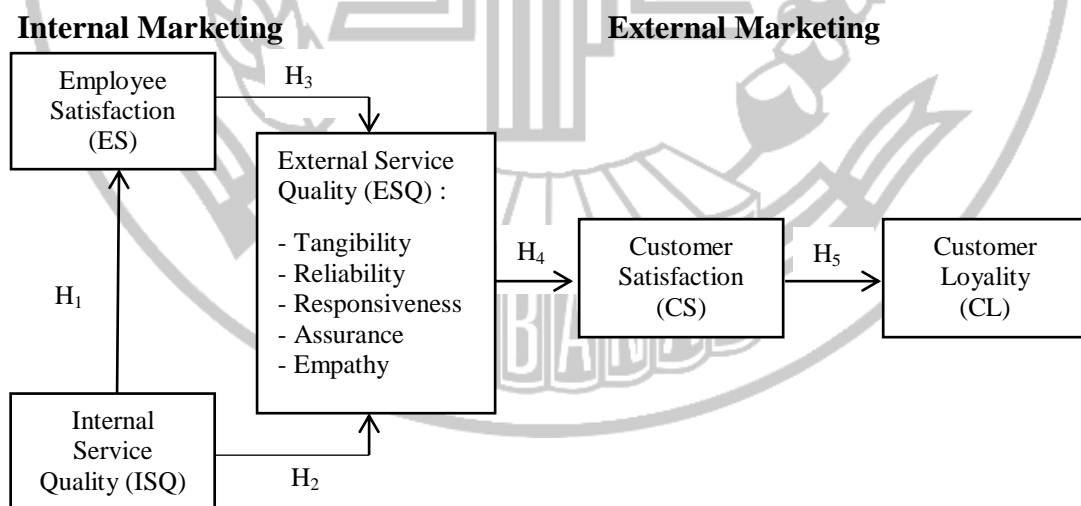 Internal Marketing
External Marketing
Employee
Satisfaction
(ES)
H3
External Service
Quality (ESQ) :
- Tangibility
- Reliability
- Responsiveness
- Assurance
- Empathy
H4
Customer
Satisfaction
(CS)
H5
Customer
Loyality
(CL)
H1
Internal
Service
Quality (ISQ)
H2